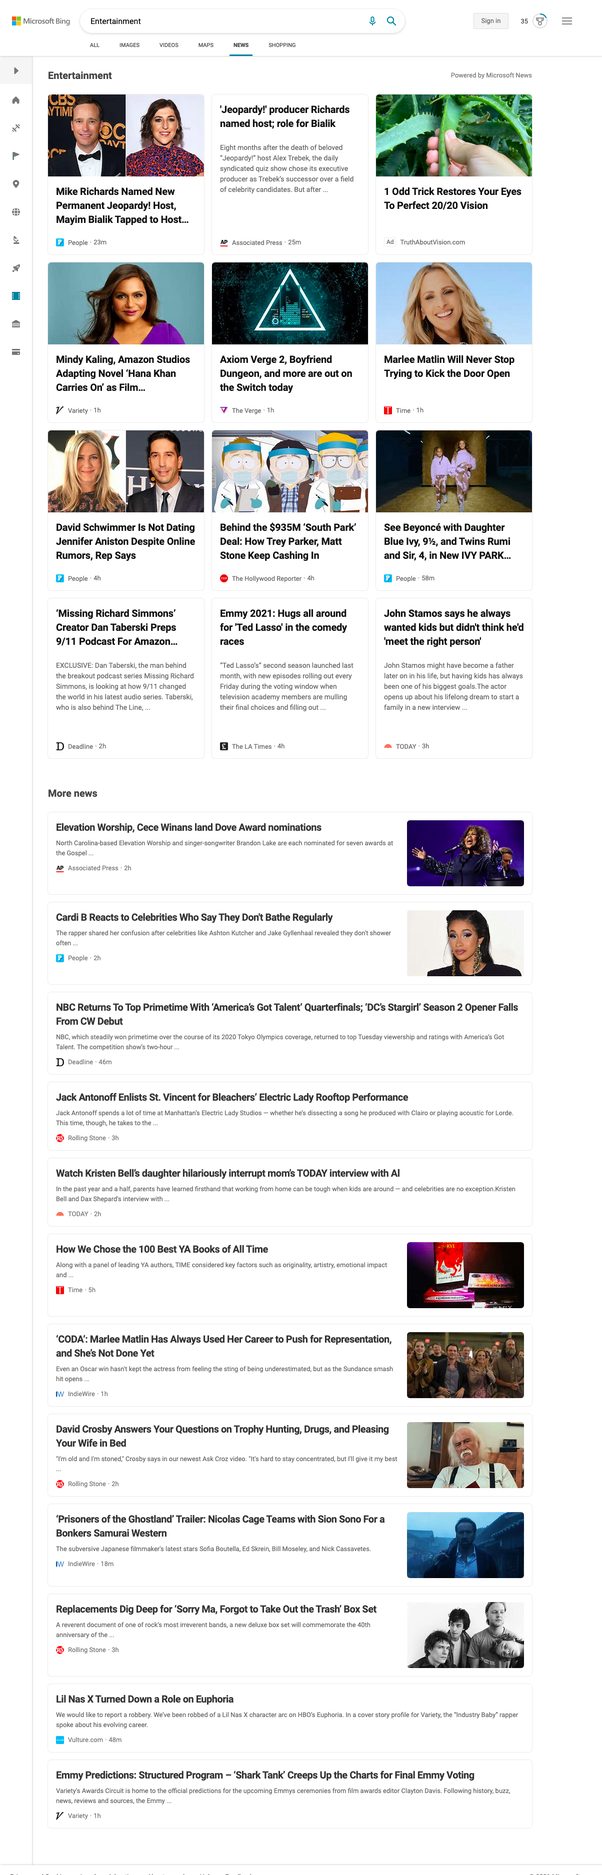 Microsoft Bing
Entertainment
Sign in
35
ALL
IMAGES
VIDEOS
MAPS
NEWS
SHOPPING
Entertainment
Powered by Microsoft News
Mike Richards Named New
Permanent Jeopardy! Host,
Mayim Bialik Tapped to Host...
People · 23m
'Jeopardy!' producer Richards
named host; role for Bialik
Eight months after the death of beloved
"Jeopardy!" host Alex Trebek, the daily
syndicated quiz show chose its executive
producer as Trebek's successor over a field
of celebrity candidates. But after ...
AP Associated Press · 25m
1 Odd Trick Restores Your Eyes
To Perfect 20/20 Vision
Ad TruthAboutVision.com
Mindy Kaling, Amazon Studios
Adapting Novel 'Hana Khan
Carries On' as Film...
Variety · 1h
Axiom Verge 2, Boyfriend
Dungeon, and more are out on
the Switch today
The Verge · 1h
Marlee Matlin Will Never Stop
Trying to Kick the Door Open
Time · 1h
David Schwimmer Is Not Dating
Jennifer Aniston Despite Online
Rumors, Rep Says
People · 4h
Behind the $935M 'South Park'
Deal: How Trey Parker, Matt
Stone Keep Cashing In
The Hollywood Reporter · 4h
See Beyoncé with Daughter
Blue Ivy, 9½, and Twins Rumi
and Sir, 4, in New IVY PARK...
People · 58m
'Missing Richard Simmons'
Creator Dan Taberski Preps
9/11 Podcast For Amazon...
EXCLUSIVE: Dan Taberski, the man behind
the breakout podcast series Missing Richard
Simmons, is looking at how 9/11 changed
the world in his latest audio series. Taberski,
who is also behind The Line, ...
Deadline · 2h
Emmy 2021: Hugs all around
for 'Ted Lasso' in the comedy
races
"Ted Lasso's" second season launched last
month, with new episodes rolling out every
Friday during the voting window when
television academy members are mulling
their final choices and filling out ...
The LA Times · 4h
John Stamos says he always
wanted kids but didn't think he'd
'meet the right person'
John Stamos might have become a father
later on in his life, but having kids has always
been one of his biggest goals.The actor
opens up about his lifelong dream to start a
family in a new interview ...
TODAY · 3h
More news
Elevation Worship, Cece Winans land Dove Award nominations
North Carolina-based Elevation Worship and singer-songwriter Brandon Lake are each nominated for seven awards at
the Gospel ...
AP Associated Press · 2h
Cardi B Reacts to Celebrities Who Say They Don't Bathe Regularly
The rapper shared her confusion after celebrities like Ashton Kutcher and Jake Gyllenhaal revealed they don't shower
often ...
People · 2h
NBC Returns To Top Primetime With 'America's Got Talent' Quarterfinals; 'DC's Stargirl' Season 2 Opener Falls
From CW Debut
NBC, which steadily won primetime over the course of its 2020 Tokyo Olympics coverage, returned to top Tuesday viewership and ratings with America's Got
Talent. The competition show's two-hour ...
Deadline · 46m
Jack Antonoff Enlists St. Vincent for Bleachers' Electric Lady Rooftop Performance
Jack Antonoff spends a lot of time at Manhattan's Electric Lady Studios — whether he's dissecting a song he produced with Clairo or playing acoustic for Lorde.
This time, though, he takes to the ...
Rolling Stone · 3h
Watch Kristen Bell's daughter hilariously interrupt mom's TODAY interview with Al
In the past year and a half, parents have learned firsthand that working from home can be tough when kids are around — and celebrities are no exception.Kristen
Bell and Dax Shepard's interview with ...
TODAY · 2h
How We Chose the 100 Best YA Books of All Time
Along with a panel of leading YA authors, TIME considered key factors such as originality, artistry, emotional impact
and ...
Time · 5h
'CODA': Marlee Matlin Has Always Used Her Career to Push for Representation,
and She's Not Done Yet
Even an Oscar win hasn't kept the actress from feeling the sting of being underestimated, but as the Sundance smash
hit opens ...
IndieWire · 1h
David Crosby Answers Your Questions on Trophy Hunting, Drugs, and Pleasing
Your Wife in Bed
"I'm old and I'm stoned," Crosby says in our newest Ask Croz video. "It's hard to stay concentrated, but I'll give it my best
...
Rolling Stone · 2h
'Prisoners of the Ghostland' Trailer: Nicolas Cage Teams with Sion Sono For a
Bonkers Samurai Western
The subversive Japanese filmmaker's latest stars Sofia Boutella, Ed Skrein, Bill Moseley, and Nick Cassavetes.
IndieWire · 18m
Replacements Dig Deep for 'Sorry Ma, Forgot to Take Out the Trash' Box Set
A reverent document of one of rock's most irreverent bands, a new deluxe box set will commemorate the 40th
anniversary of the ...
Rolling Stone · 3h
Lil Nas X Turned Down a Role on Euphoria
We would like to report a robbery. We've been robbed of a Lil Nas X character arc on HBO's Euphoria. In a cover story profile for Variety, the "Industry Baby" rapper
spoke about his evolving career.
Vulture.com · 48m
Emmy Predictions: Structured Program – 'Shark Tank' Creeps Up the Charts for Final Emmy Voting
Variety's Awards Circuit is home to the official predictions for the upcoming Emmys ceremonies from film awards editor Clayton Davis. Following history, buzz,
news, reviews and sources, the Emmy ...
Variety · 1h